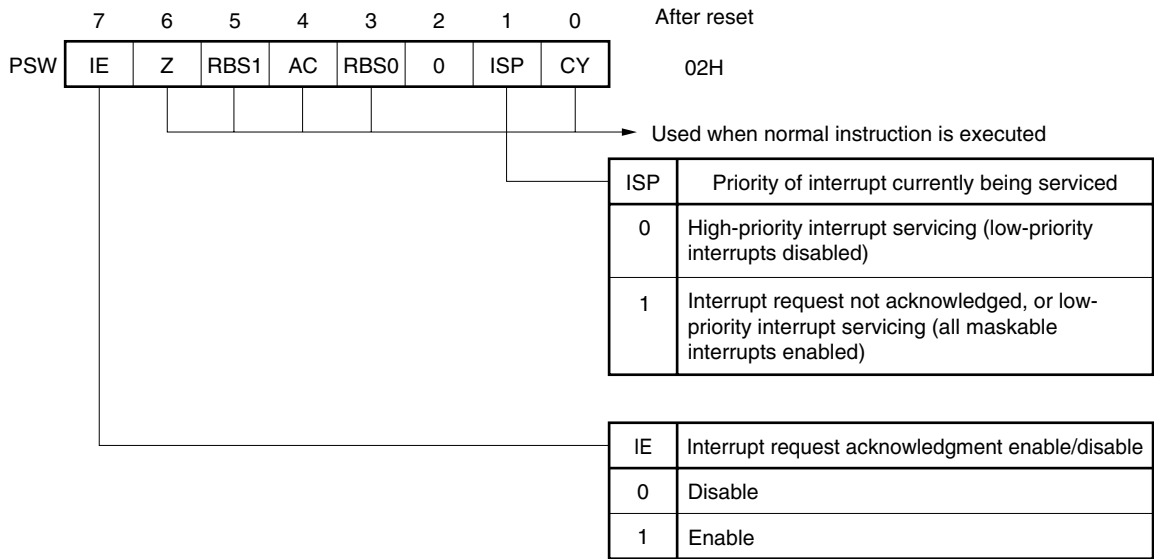 7 6 5 4 3 2 1 0 After reset
PSW IE Z RBS1 AC RBS0 0 ISP CY 02H
Used when normal instruction is executed
ISP Priority of interrupt currently being serviced
0 High-priority interrupt servicing (low-priority
interrupts disabled)
1 Interrupt request not acknowledged, or low-
priority interrupt servicing (all maskable
interrupts enabled)
IE Interrupt request acknowledgment enable/disable
0 Disable
1 Enable